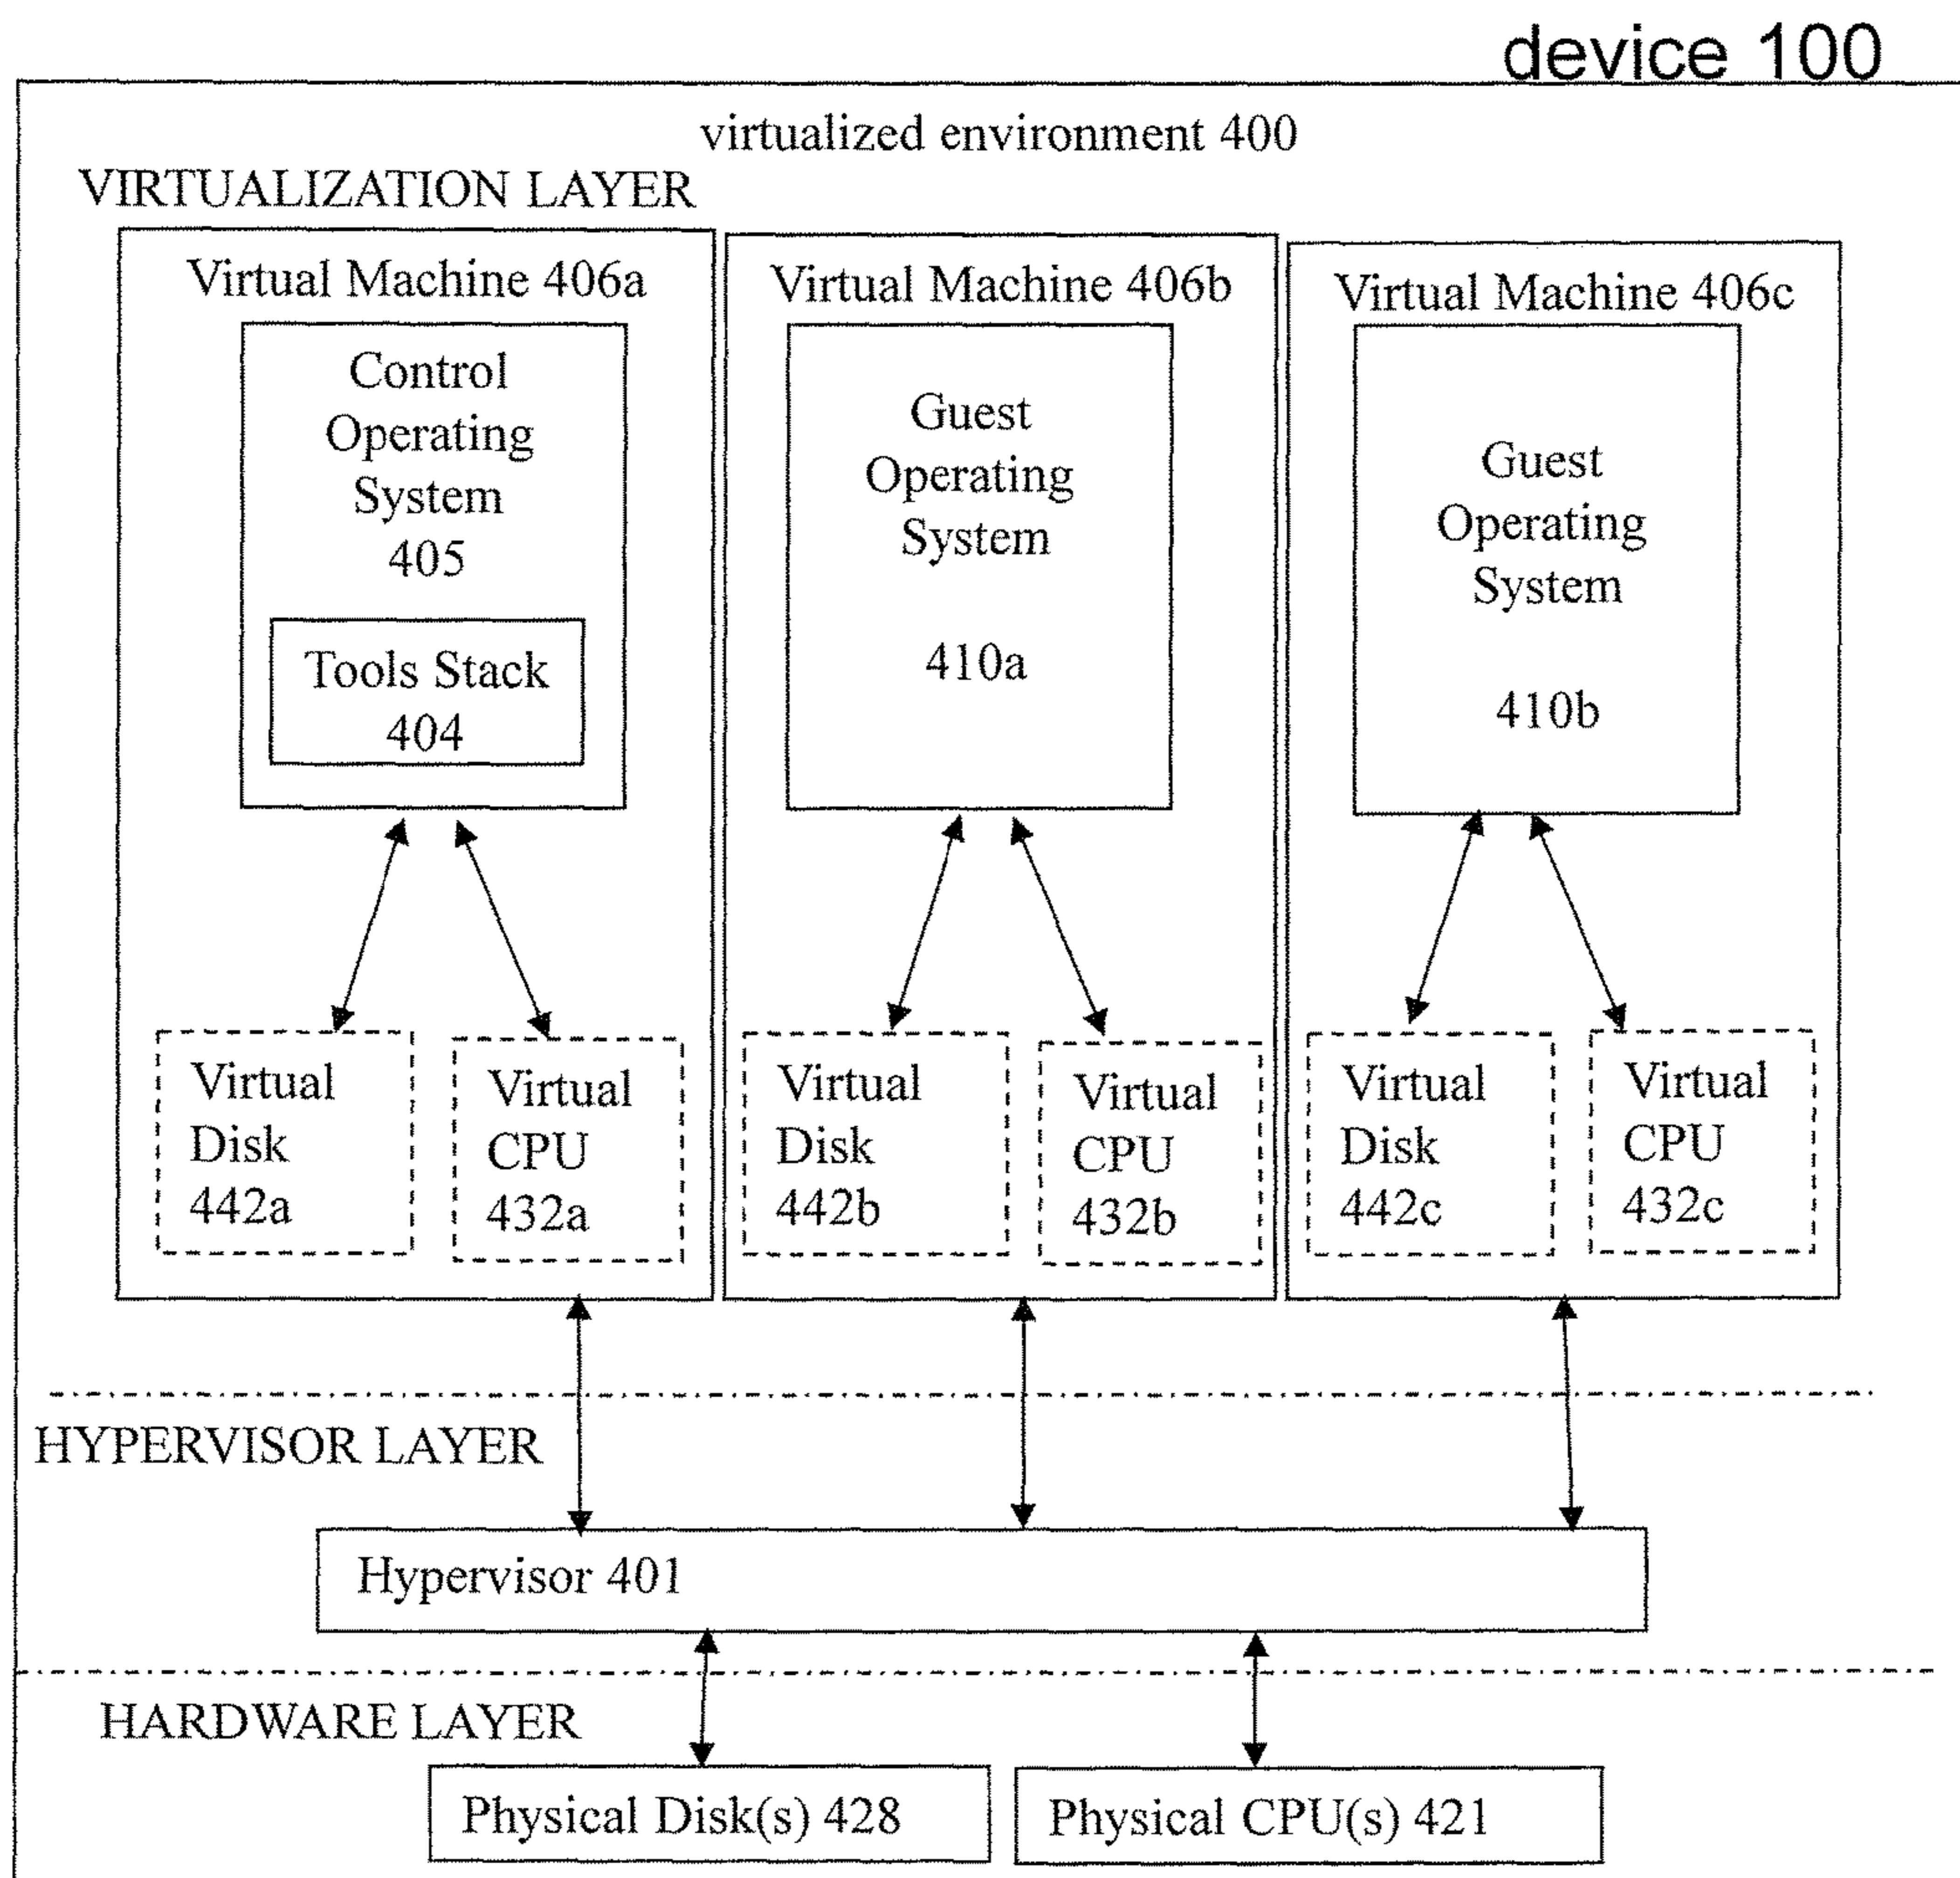 device 100
virtualized environment 400
VIRTUALIZATION LAYER
Virtual Machine 406a
Control
Operating
System
405
Tools Stack
404
Virtual
Disk
442a
Virtual
CPU
432a
Virtual Machine 406b
Guest
Operating
System
410a
Virtual
Disk
442b
Virtual
CPU
432b
Virtual Machine 406c
Guest
Operating
System
410b
Virtual
Disk
442c
Virtual
CPU
432c
HYPERVISOR LAYER
Hypervisor 401
HARDWARE LAYER
Physical Disk(s) 428
Physical CPU(s) 421